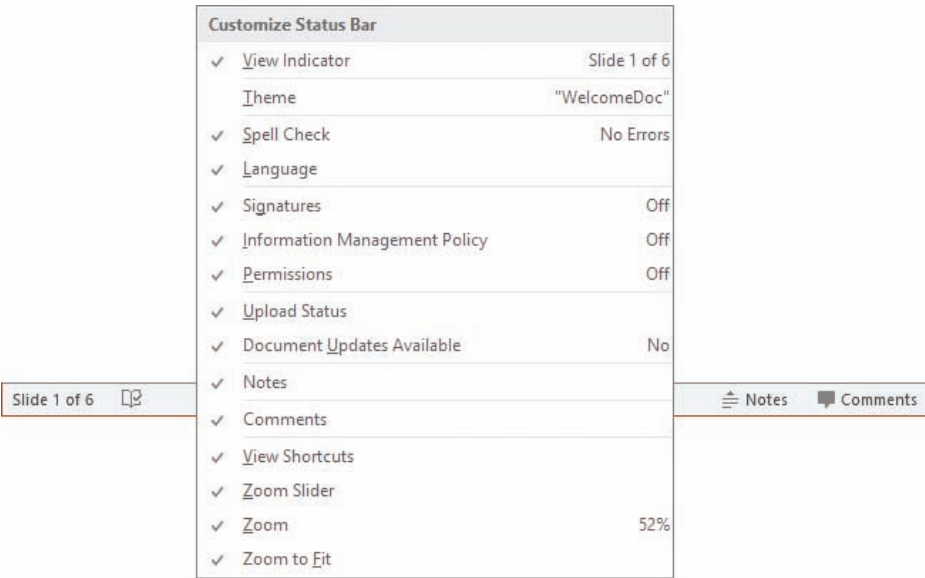 Customize Status Bar
View Indicator Slide 1 of 6
Theme "WelcomeDoc"
Spell Check No Errors
Language
Signatures Off
Information Management Policy Off
Permissions Off
Upload Status
Document Updates Available No
Notes
Slide 1 of 6 Notes Comments
Comments
View Shortcuts
Zoom Slider
Zoom 52%
Zoom to Fit